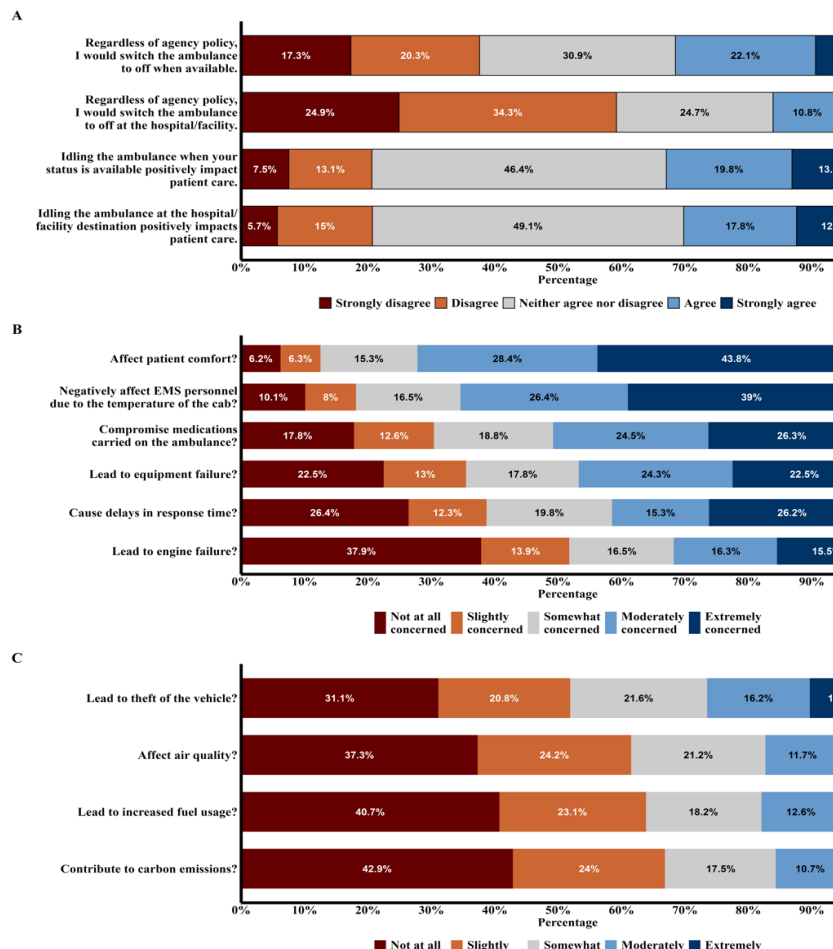 A
Regardless of agency policy,
I would switch the ambulance
to off when available.
17.3% 20.3% 30.9% 22.1%
Regardless of agency policy,
I would switch the ambulance
to off at the hospital/facility.
24.9% 34.3% 24.7% 10.8%
Idling the ambulance when your
status is available positively impact
patient care.
7.5% 13.1% 46.4% 19.8%
Idling the ambulance at the hospital/
facility destination positively impacts
patient care.
5.7% 15% 49.1% 17.8%
0% 10% 20% 30% 40% 50% 60% 70% 80% 90%
Percentage
Strongly disagree Disagree Neither agree nor disagree Agree Strongly agree
B
Affect patient comfort?
6.2% 6.3% 15.3% 28.4% 43.8%
Negatively affect EMS personnel
due to the temperature of the cab?
10.1% 8% 16.5% 26.4% 39%
Compromise medications
carried on the ambulance?
17.8% 12.6% 18.8% 24.5% 26.3%
Lead to equipment failure?
22.5% 13% 17.8% 24.3% 22.5%
Cause delays in response time?
26.4% 12.3% 19.8% 15.3% 26.2%
Lead to engine failure?
37.9% 13.9% 16.5% 16.3% 15.5%
0% 10% 20% 30% 40% 50% 60% 70% 80% 90%
Percentage
Not at all Slightly Somewhat Moderately Extremely
concerned concerned concerned concerned concerned
C
Lead to theft of the vehicle?
31.1% 20.8% 21.6% 16.2%
Affect air quality?
37.3% 24.2% 21.2% 11.7%
Lead to increased fuel usage?
40.7% 23.1% 18.2% 12.6%
Contribute to carbon emissions?
42.9% 24% 17.5% 10.7%
0% 10% 20% 30% 40% 50% 60% 70% 80% 90%
Percentage
Not at all Slightly Somewhat Moderately Extremely